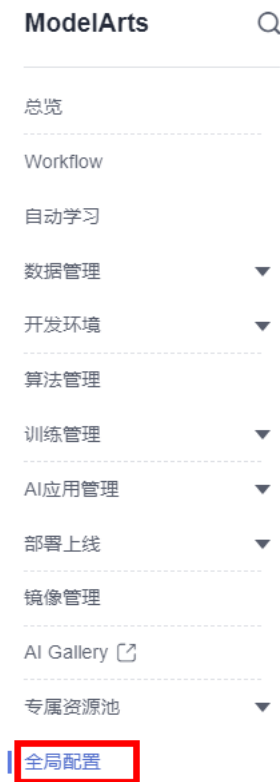 ModelArts
总览
Workflow
自动学习
数据管理
开发环境
算法管理
训练管理
AI应用管理
部署上线
镜像管理
AI Gallery
专属资源池
全局配置